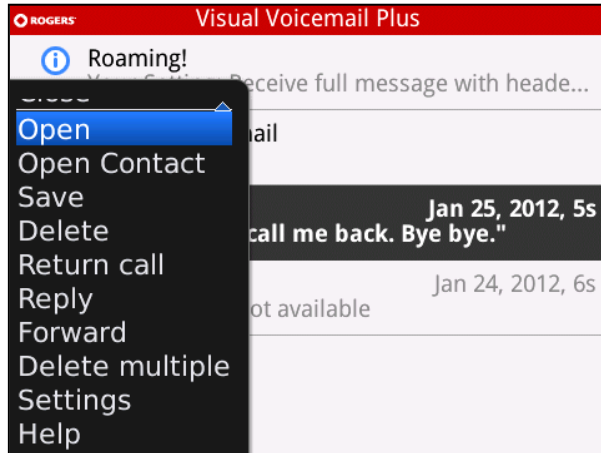 ROGERS
Visual Voicemail Plus
Roaming!
Receive full message with heade...
Close
Open
ail
Open Contact
Save
Jan 25, 2012, 5s
Delete
call me back. Bye bye."
Return call
Jan 24, 2012, 6s
Reply
ot available
Forward
Delete multiple
Settings
Help